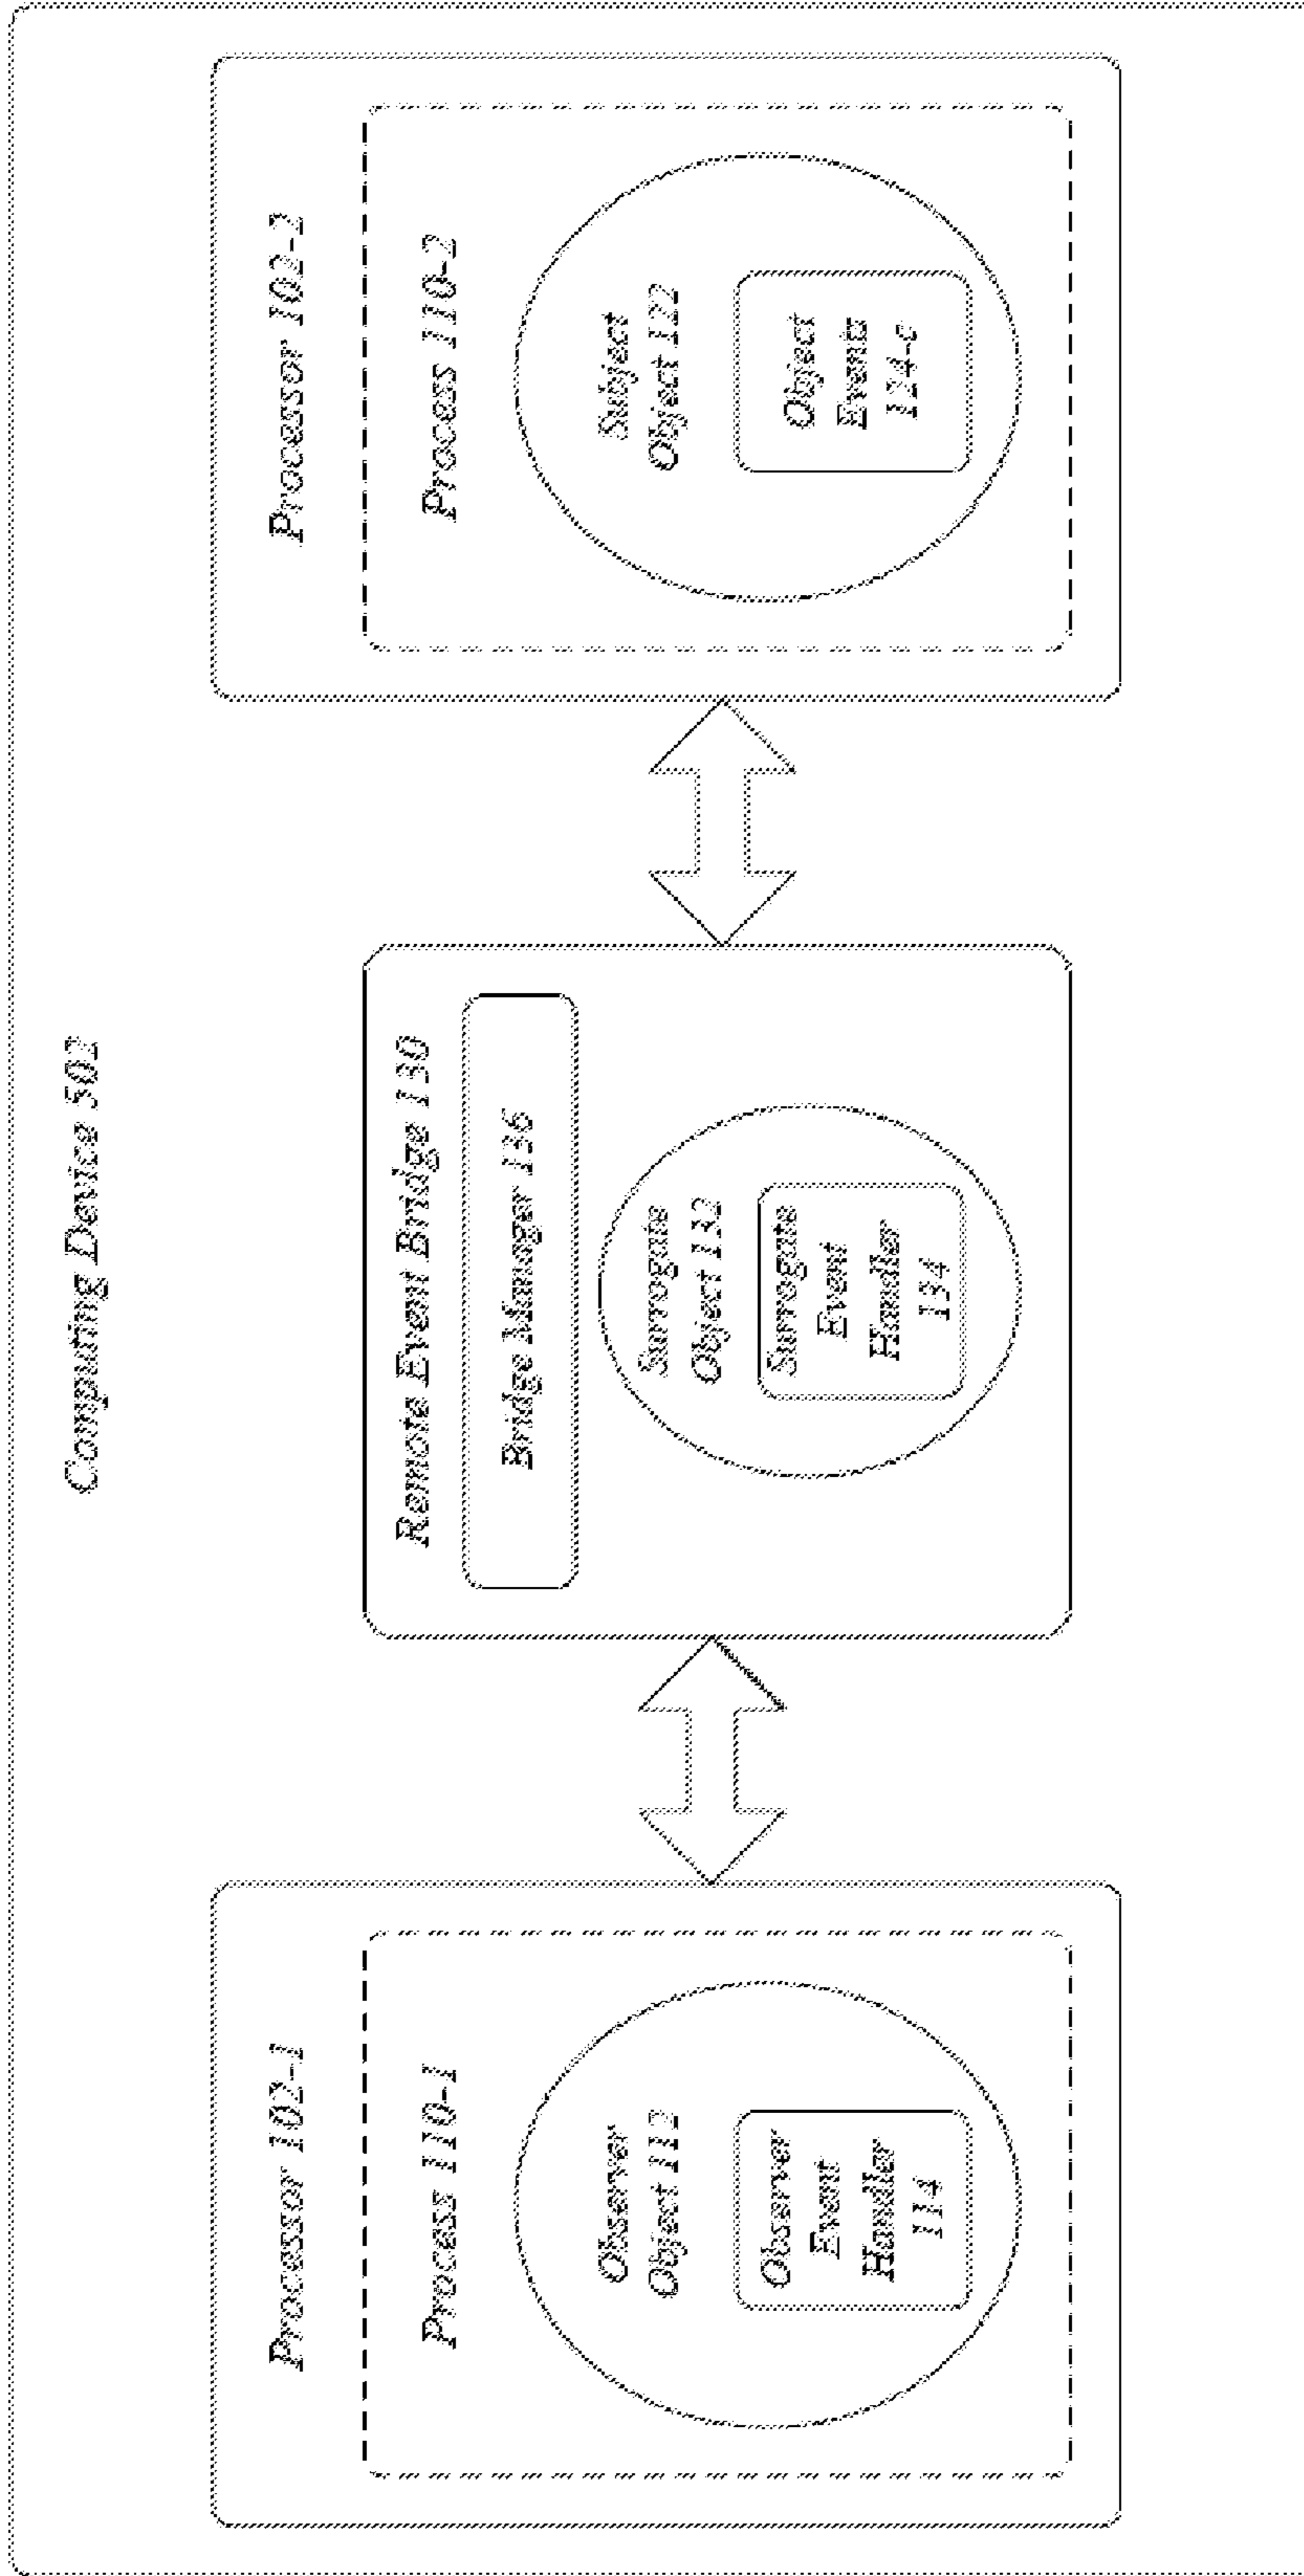 Computing Device 502
Processor 102-1
Process 110-1
Observer
Object 112
Observer
Event
Handler
114
Remote Event Bridge 130
Bridge Manager 136
Surrogate
Object 132
Surrogate
Event
Handler
134
Processor 102-2
Process 110-2
Subject
Object 122
Object
Events
124-e